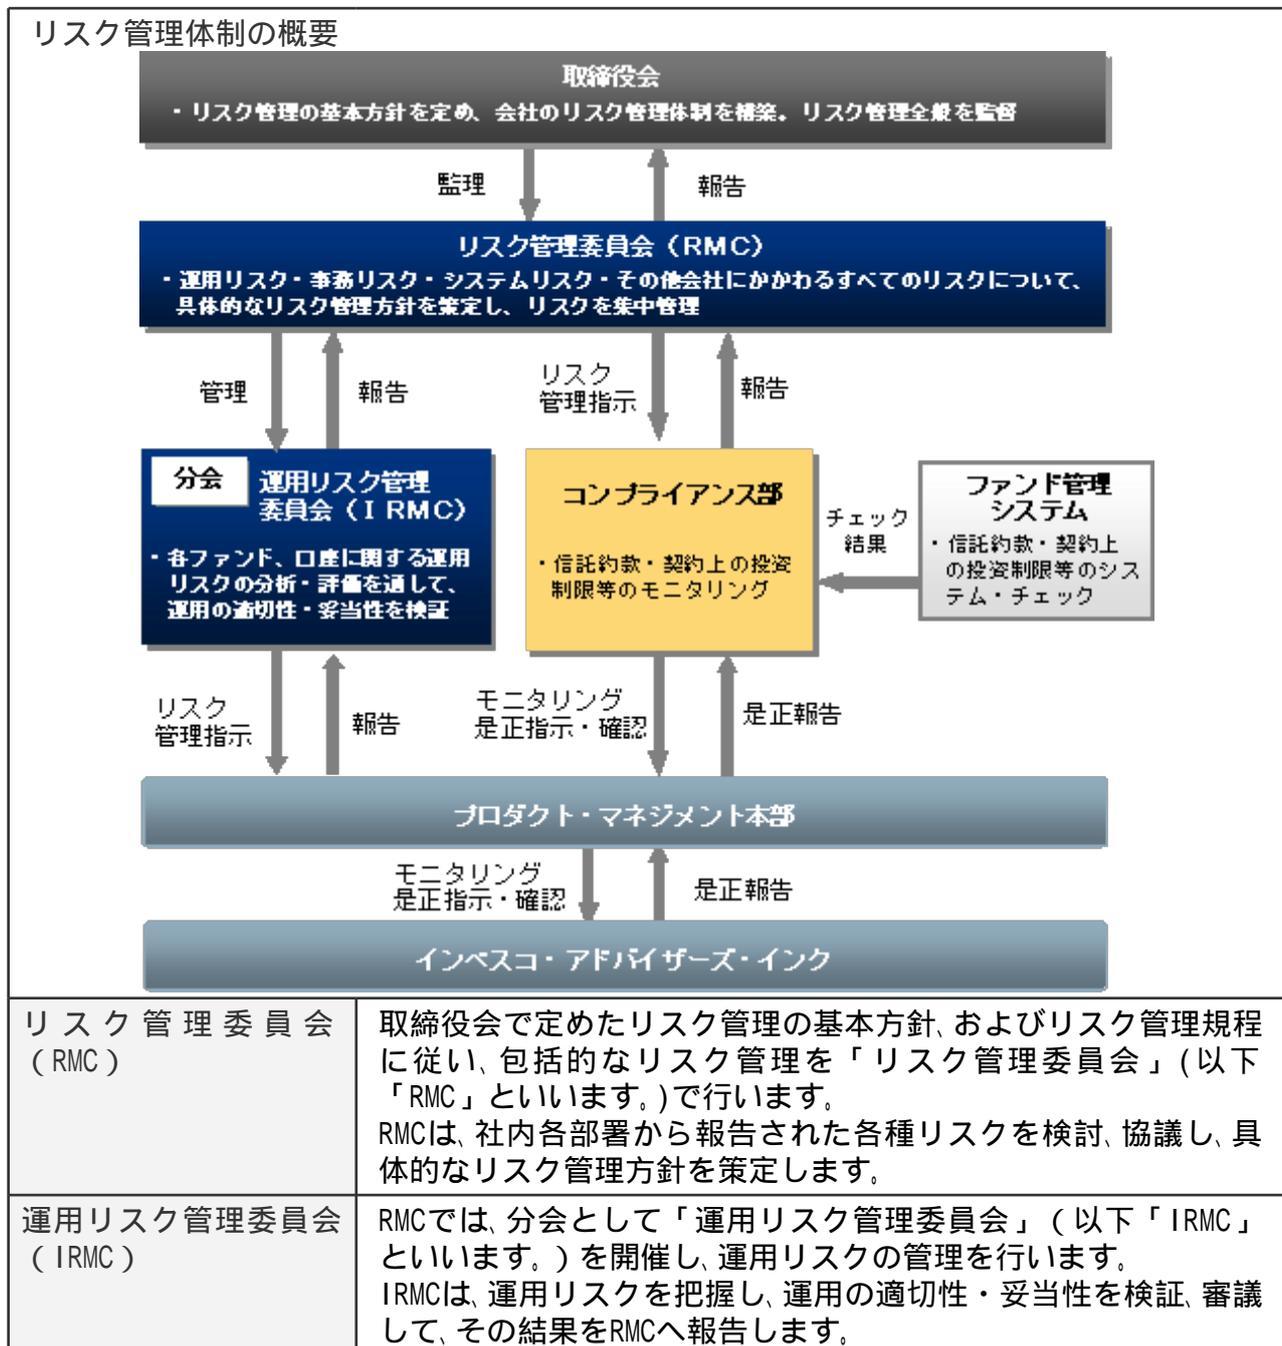 リスク管理体制の概要
取締役会
・リスク管理の基本方針を定め、会社のリスク管理体制を構築。リスク管理全般を監督
監理
報告
リスク管理委員会（RMC）
・運用リスク・事務リスク・システムリスク・その他会社にかかわるすべてのリスクについて、
具体的なリスク管理方針を策定し、リスクを集中管理
管理
報告
リスク
管理指示
報告
分会
運用リスク管理
委員会（IRMC）
・各ファンド、口座に関する運用
リスクの分析・評価を通して、
運用の適切性・妥当性を検証
コンプライアンス部
・信託約款・契約上の投資
制限等のモニタリング
チェック
結果
ファンド管理
システム
・信託約款・契約上
の投資制限等のシス
テム・チェック
リスク
管理指示
報告
モニタリング
是正指示・確認
是正報告
プロダクト・マネジメント本部
モニタリング
是正指示・確認
是正報告
インベスコ・アドバイザーズ・インク
リスク管理委員会
（RMC）
取締役会で定めたリスク管理の基本方針、およびリスク管理規程
に従い、包括的なリスク管理を「リスク管理委員会」(以下
「RMC」といいます。)で行います。
RMCは、社内各部署から報告された各種リスクを検討、協議し、具
体的なリスク管理方針を策定します。
運用リスク管理委員会
（IRMC）
RMCでは、分会として「運用リスク管理委員会」（以下「IRMC」
といいます。）を開催し、運用リスクの管理を行います。
IRMCは、運用リスクを把握し、運用の適切性・妥当性を検証、審議
して、その結果をRMCへ報告します。